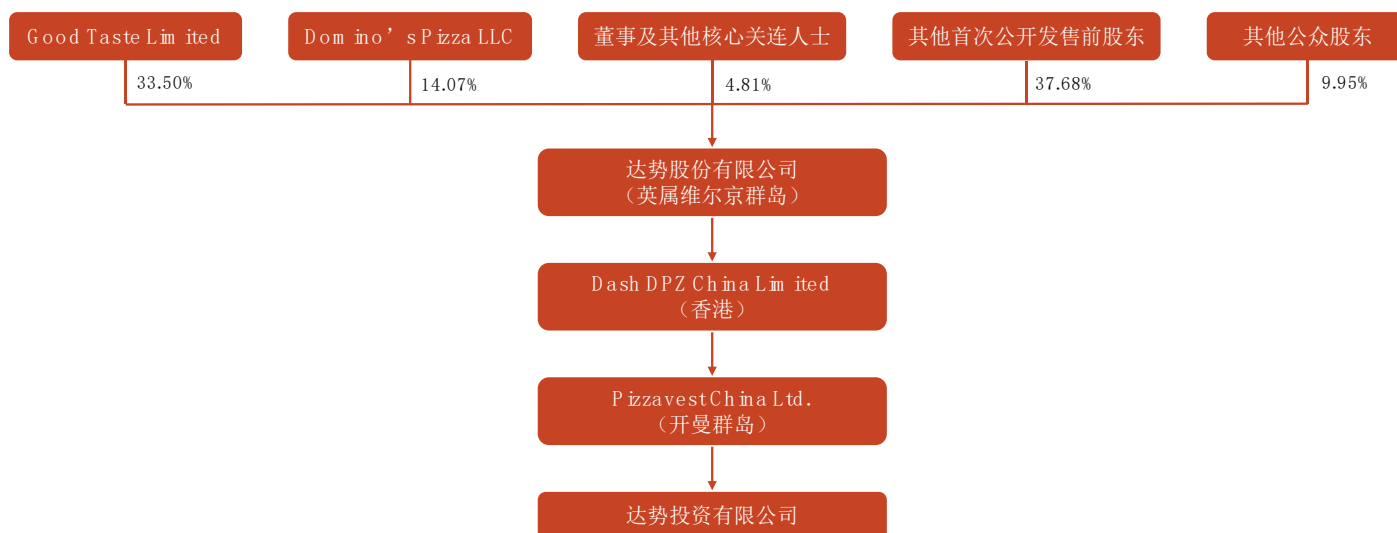 Good Taste Limited
Domino’s Pizza LLC
董事及其他核心关连人士
其他首次公开发售前股东
其他公众股东
33.50%
14.07%
4.81%
37.68%
9.95%
达势股份有限公司
（英属维尔京群岛）
Dash DPZ China Limited
（香港）
Pizzavest China Ltd.
（开曼群岛）
达势投资有限公司